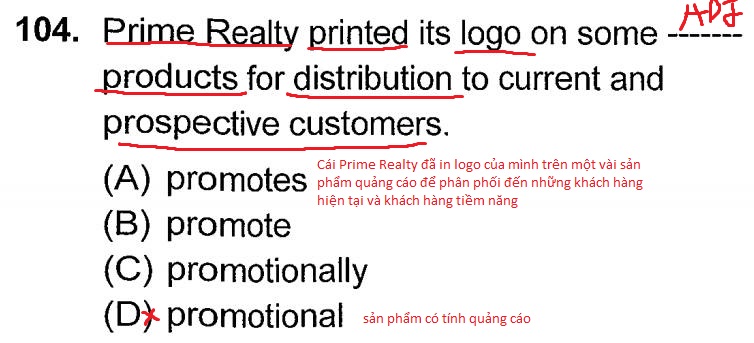 ADJ
104. Prime Realty printed its logo on some -------
products for distribution to current and
prospective customers.
(A) promotes
Cái Prime Realty đã in logo của mình trên một vài sản
phẩm quảng cáo để phân phối đến những khách hàng
hiện tại và khách hàng tiềm năng
(B) promote
(C) promotionally
(D) promotional
sản phẩm có tính quảng cáo